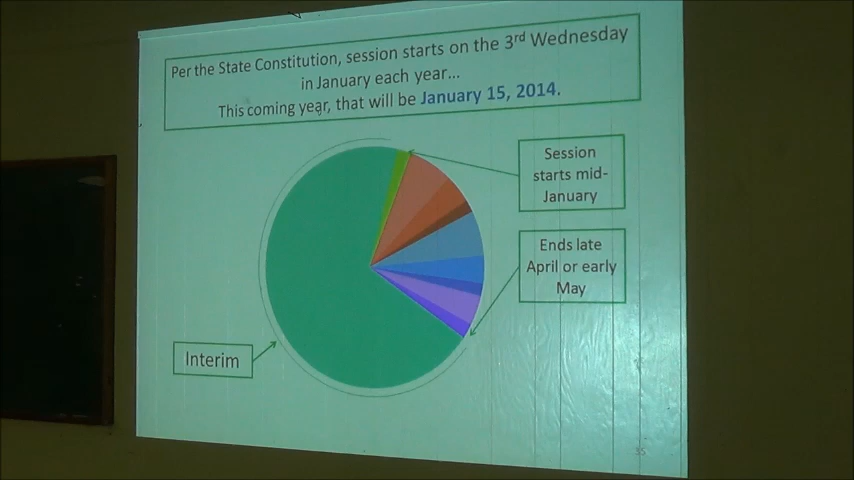 Per the State Constitution, session starts on the 3rd Wednesday
in January each year...
This coming year, that will be January 15, 2014.
Session
starts mid-
January
Ends late
April or early
May
Interim
35